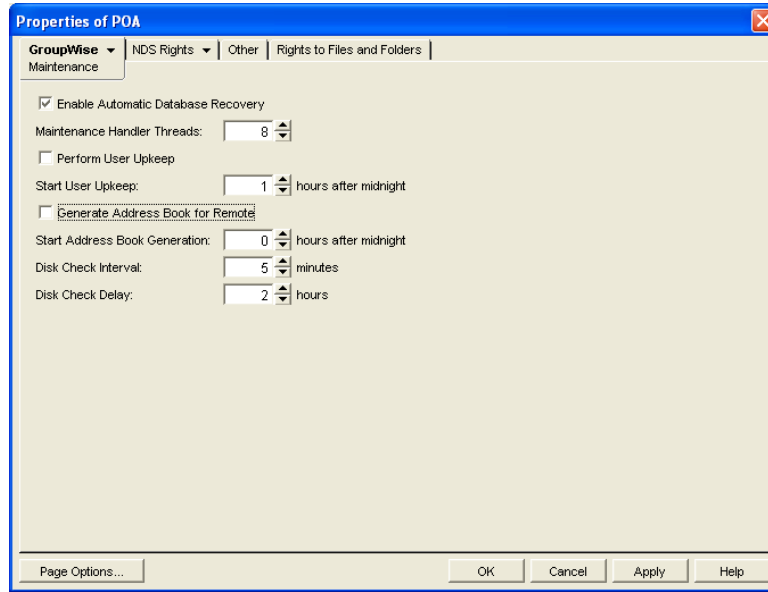 Properties of POA
GroupWise NDS Rights Other Rights to Files and Folders
Maintenance
Enable Automatic Database Recovery
Maintenance Handler Threads: 8
Perform User Upkeep
Start User Upkeep: 1 hours after midnight
Generate Address Book for Remote
Start Address Book Generation: 0 hours after midnight
Disk Check Interval: 5 minutes
Disk Check Delay: 2 hours
Page Options... OK Cancel Apply Help